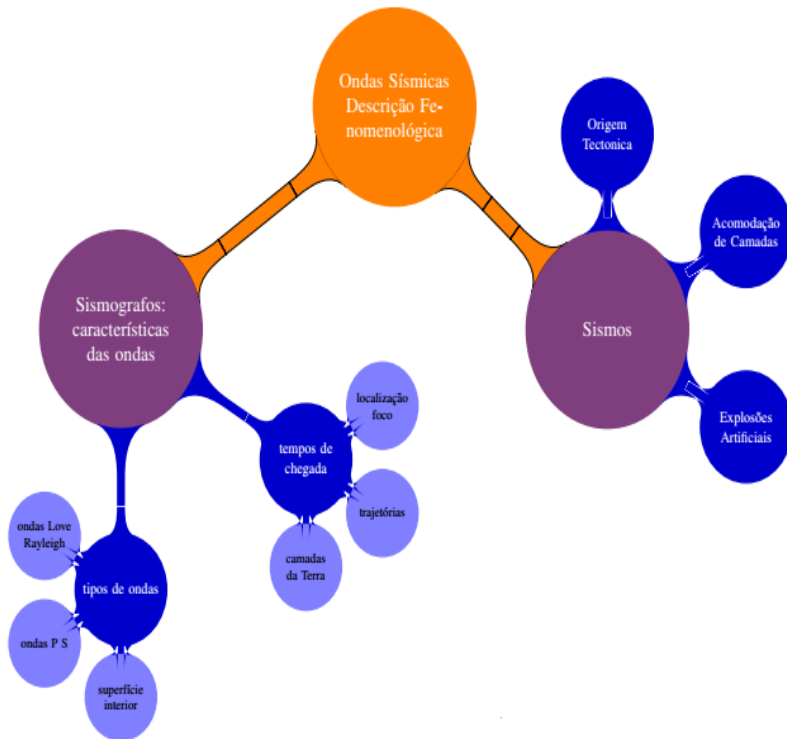 Ondas Sísmicas
Descrição Fe-
nomenológica
Origem
Tectonica
Acomodação
de Camadas
Sismografos:
características
das ondas
Sismos
Explosões
Artificiais
localização
foco
tempos de
chegada
trajetórias
camadas
da Terra
ondas Love
Rayleigh
tipos de ondas
ondas P S
superfície
interior